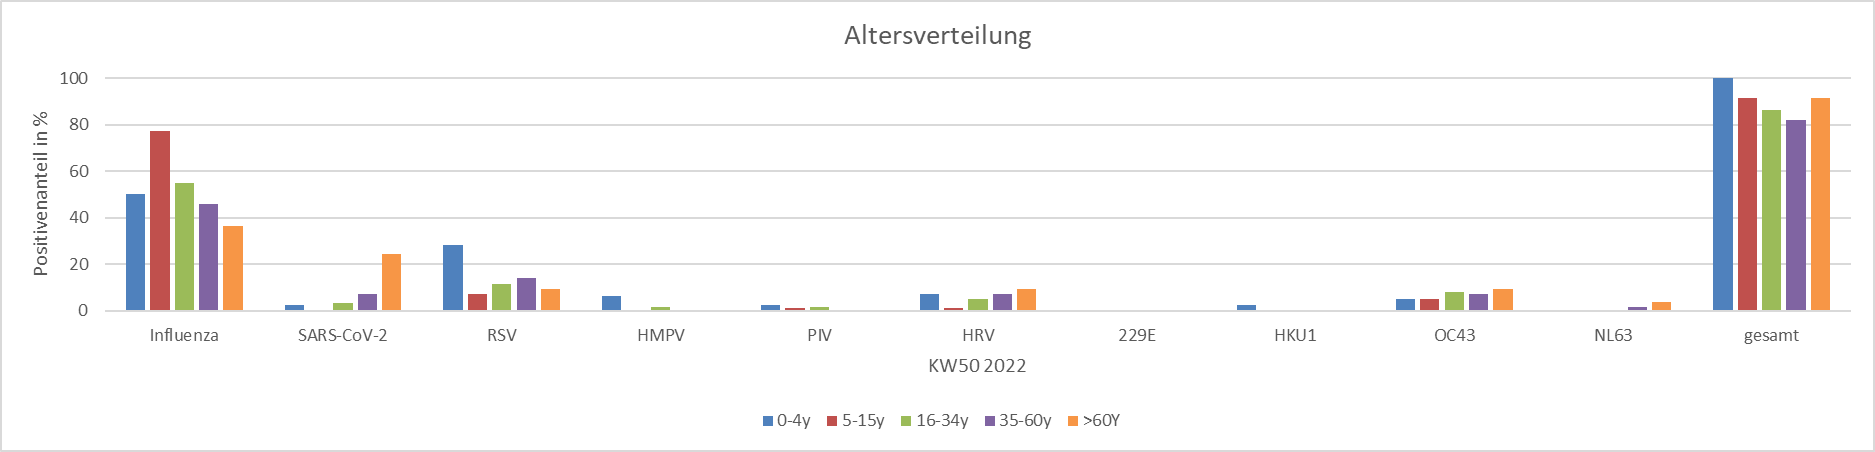 Altersverteilung
Positivenanteil in %
100
80
60
40
20
0
Influenza SARS-CoV-2 RSV HMPV PIV HRV 229E HKU1 OC43 NL63 gesamt
KW50 2022
0-4y 5-15y 16-34y 35-60y >60Y